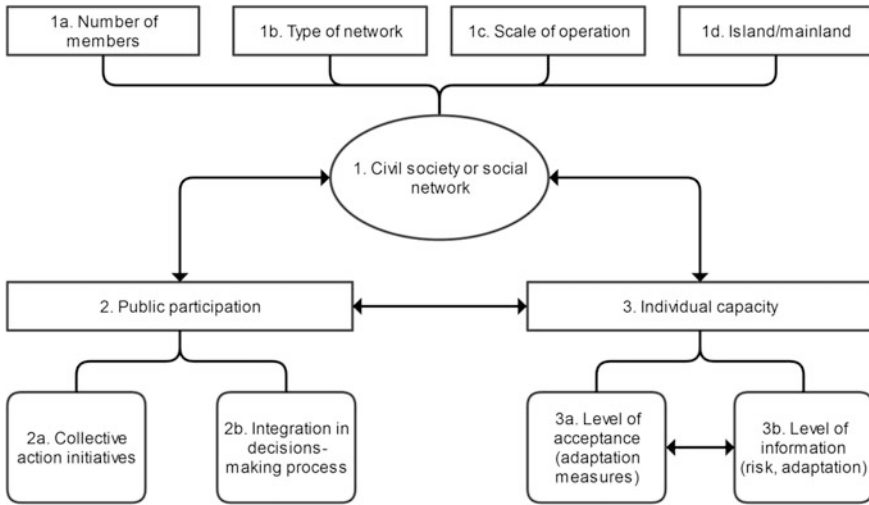 1a. Number of
members
1b. Type of network
1c. Scale of operation
1d. Island/mainland
1. Civil society or social
network
2. Public participation
3. Individual capacity
2a. Collective
action initiatives
2b. Integration in
decisions-
making process
3a. Level of
acceptance
(adaptation
measures)
3b. Level of
information
(risk, adaptation)